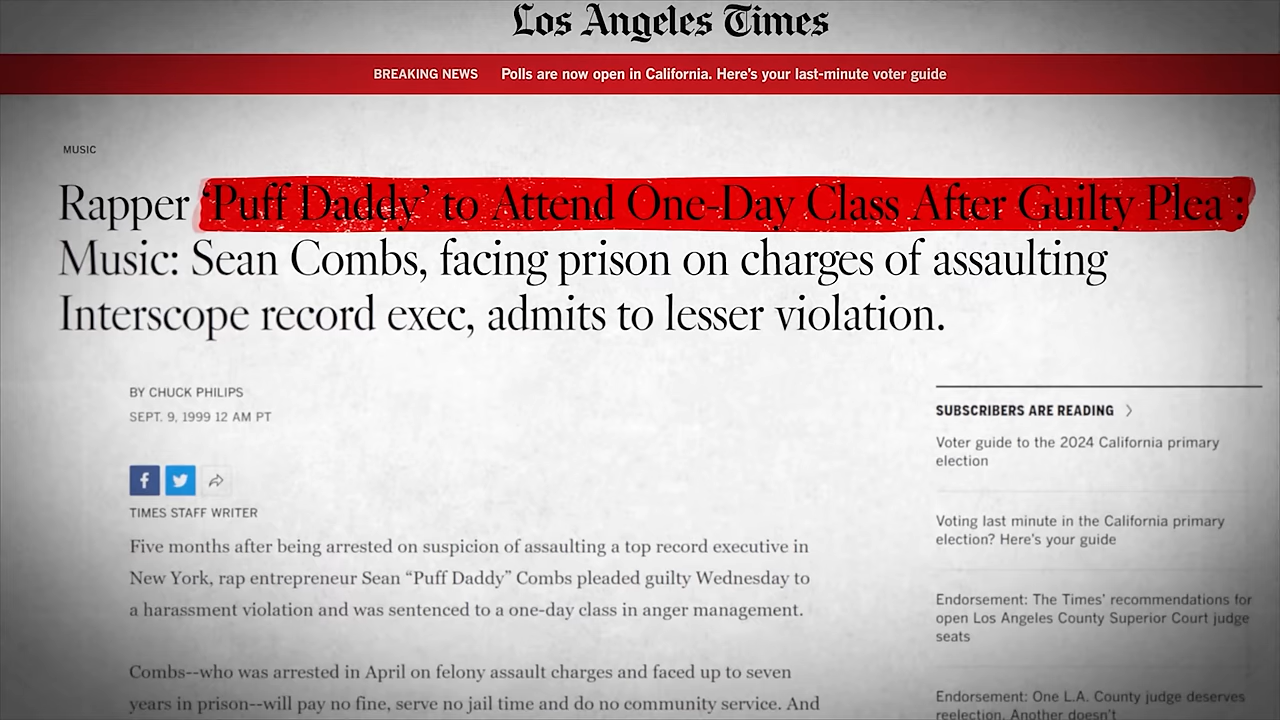 Los Angeles Times
BREAKING NEWS Polls are now open in California. Here's your last-minute voter guide
MUSIC
Rapper ‘Puff Daddy’ to Attend One-Day Class After Guilty Plea :
Music: Sean Combs, facing prison on charges of assaulting
Interscope record exec, admits to lesser violation.
BY CHUCK PHILIPS
SEPT. 9, 1999 12 AM PT
f
TIMES STAFF WRITER
Five months after being arrested on suspicion of assaulting a top record executive in
New York, rap entrepreneur Sean “Puff Daddy” Combs pleaded guilty Wednesday to
a harassment violation and was sentenced to a one-day class in anger management.
Combs--who was arrested in April on felony assault charges and faced up to seven
years in prison--will pay no fine, serve no jail time and do no community service. And
SUBSCRIBERS ARE READING >
Voter guide to the 2024 California primary
election
Voting last minute in the California primary
election? Here's your guide
Endorsement: The Times' recommendations for
open Los Angeles County Superior Court judge
seats
Endorsement: One L.A. County judge deserves
reelection. Another doesn't